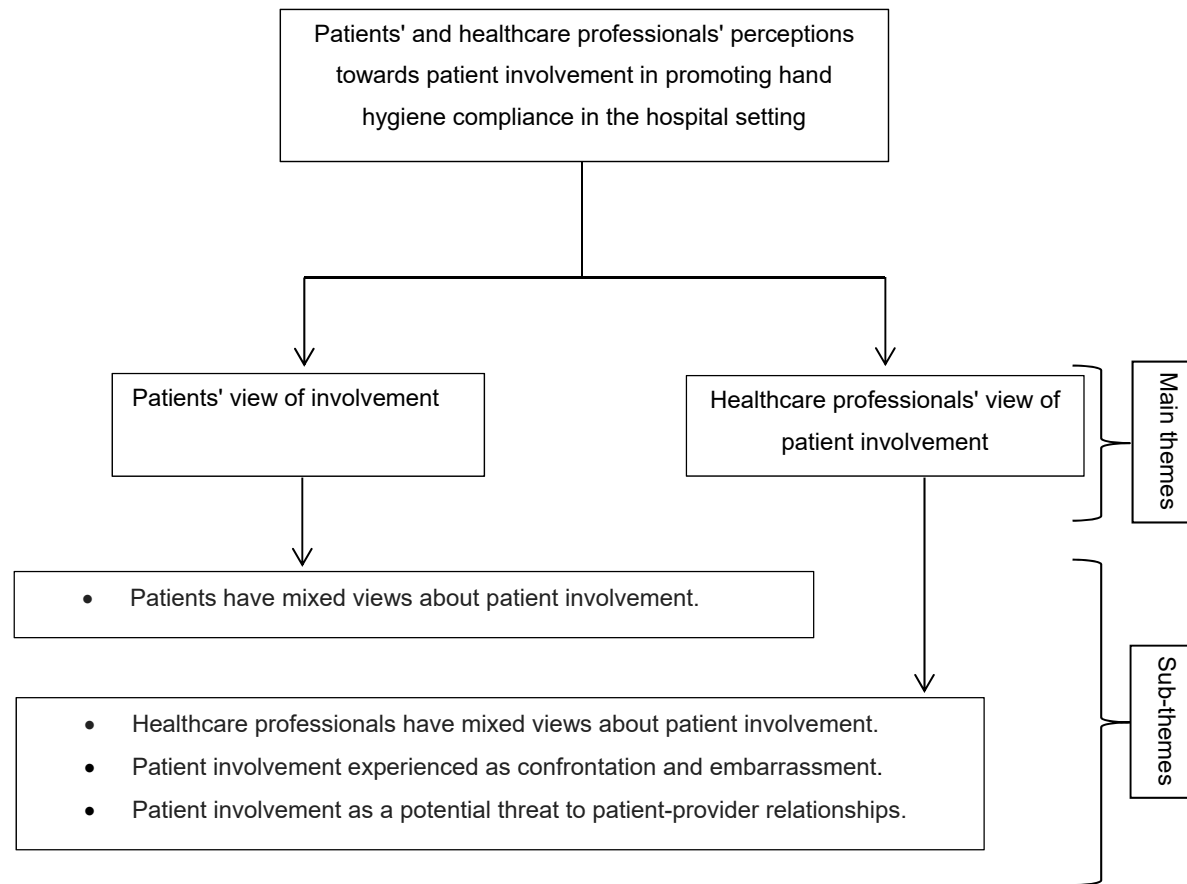 Patients' and healthcare professionals' perceptions
towards patient involvement in promoting hand
hygiene compliance in the hospital setting
Patients' view of involvement
Healthcare professionals' view of
patient involvement
Main themes
• Patients have mixed views about patient involvement.
• Healthcare professionals have mixed views about patient involvement.
• Patient involvement experienced as confrontation and embarrassment.
• Patient involvement as a potential threat to patient-provider relationships.
Sub-themes